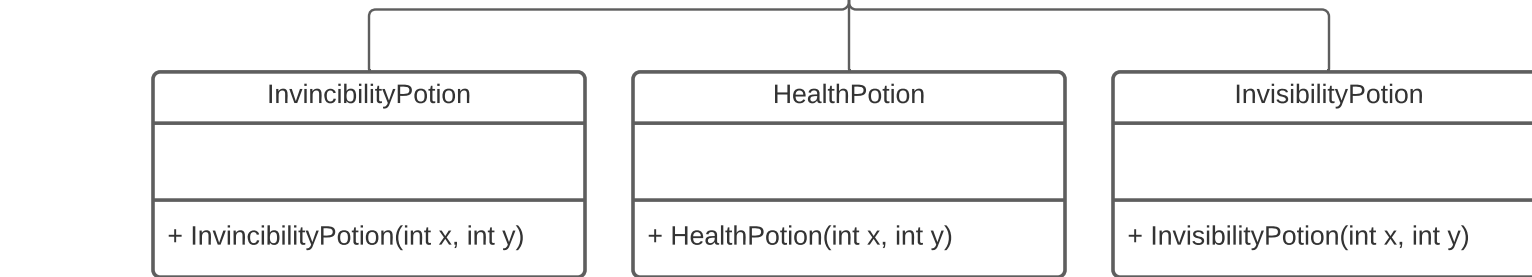 InvincibilityPotion
+ InvincibilityPotion(int x, int y)
HealthPotion
+ HealthPotion(int x, int y)
InvisibilityPotion
+ InvisibilityPotion(int x, int y)